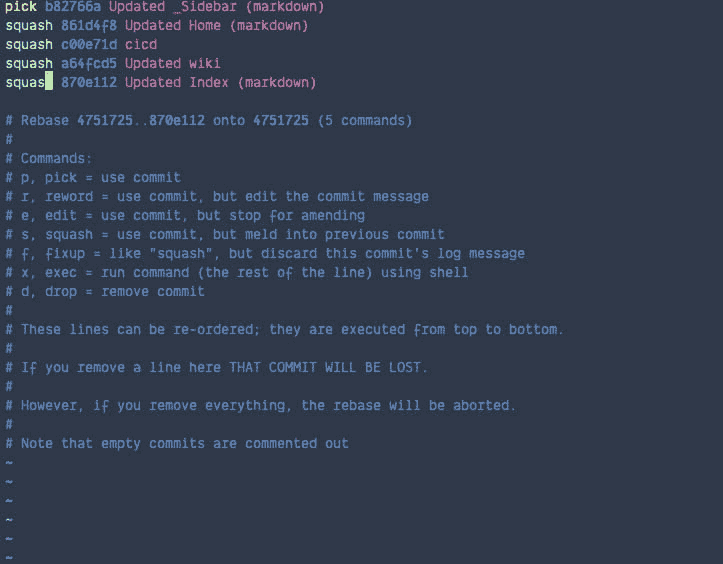 pick b82766a Updated _Sidebar (markdown)
squash 861d4f8 Updated Home (markdown)
squash c00e71d cicd
squash a64fcd5 Updated wiki
squas 870e112 Updated Index (markdown)

# Rebase 4751725..870e112 onto 4751725 (5 commands)
#
# Commands:
# p, pick = use commit
# r, reword = use commit, but edit the commit message
# e, edit = use commit, but stop for amending
# s, squash = use commit, but meld into previous commit
# f, fixup = like "squash", but discard this commit's log message
# x, exec = run command (the rest of the line) using shell
# d, drop = remove commit
#
# These lines can be re-ordered; they are executed from top to bottom.
#
# If you remove a line here THAT COMMIT WILL BE LOST.
#
# However, if you remove everything, the rebase will be aborted.
#
# Note that empty commits are commented out
~
~
~
~
~
~